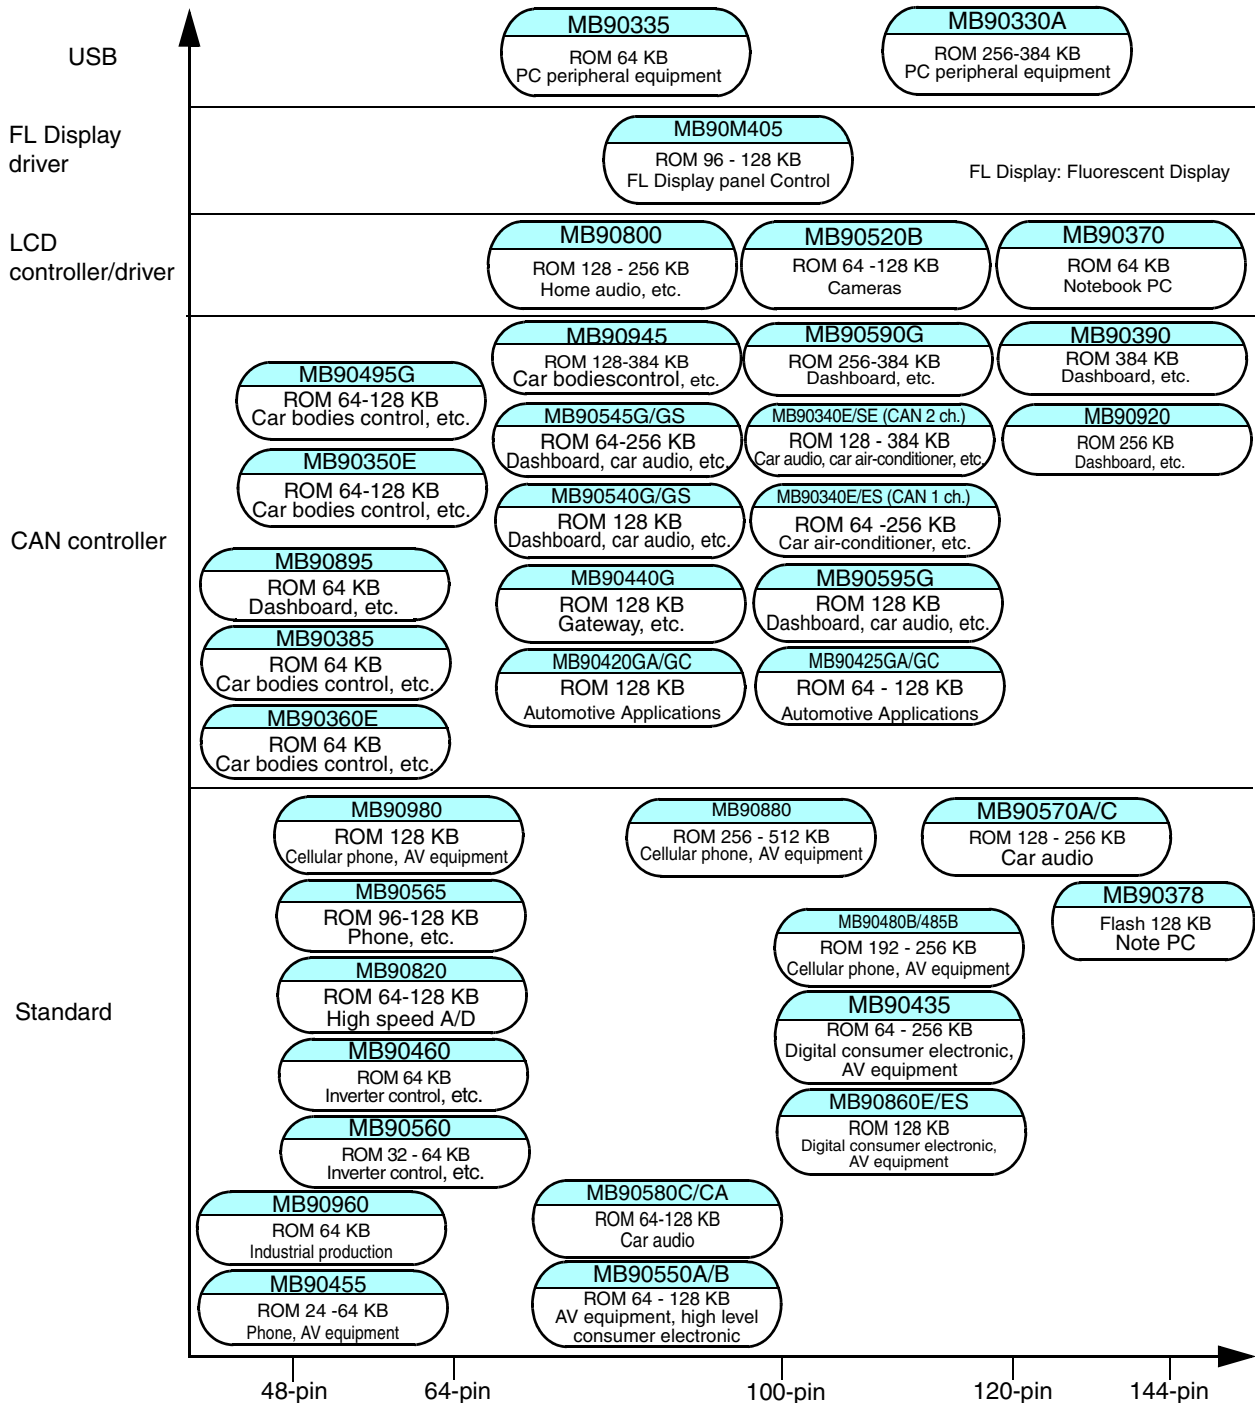 USB
MB90335
ROM 64 KB
PC peripheral equipment
MB90330A
ROM 256-384 KB
PC peripheral equipment
FL Display
driver
MB90M405
ROM 96 - 128 KB
FL Display panel Control
FL Display: Fluorescent Display
LCD
controller/driver
MB90800
ROM 128 - 256 KB
Home audio, etc.
MB90520B
ROM 64 -128 KB
Cameras
MB90370
ROM 64 KB
Notebook PC
CAN controller
MB90495G
ROM 64-128 KB
Car bodies control, etc.
MB90350E
ROM 64-128 KB
Car bodies control, etc.
MB90895
ROM 64 KB
Dashboard, etc.
MB90385
ROM 64 KB
Car bodies control, etc.
MB90360E
ROM 64 KB
Car bodies control, etc.
MB90945
ROM 128-384 KB
Car bodiescontrol, etc.
MB90545G/GS
ROM 64-256 KB
Dashboard, car audio, etc.
MB90540G/GS
ROM 128 KB
Dashboard, car audio, etc.
MB90440G
ROM 128 KB
Gateway, etc.
MB90420GA/GC
ROM 128 KB
Automotive Applications
MB90590G
ROM 256-384 KB
Dashboard, etc.
MB90340E/SE (CAN 2 ch.)
ROM 128 - 384 KB
Car audio, car air-conditioner, etc.
MB90340E/ES (CAN 1 ch.)
ROM 64 -256 KB
Car air-conditioner, etc.
MB90595G
ROM 128 KB
Dashboard, car audio, etc.
MB90425GA/GC
ROM 64 - 128 KB
Automotive Applications
MB90390
ROM 384 KB
Dashboard, etc.
MB90920
ROM 256 KB
Dashboard, etc.
Standard
MB90980
ROM 128 KB
Cellular phone, AV equipment
MB90565
ROM 96-128 KB
Phone, etc.
MB90820
ROM 64-128 KB
High speed A/D
MB90460
ROM 64 KB
Inverter control, etc.
MB90560
ROM 32 - 64 KB
Inverter control, etc.
MB90960
ROM 64 KB
Industrial production
MB90455
ROM 24 -64 KB
Phone, AV equipment
MB90880
ROM 256 - 512 KB
Cellular phone, AV equipment
MB90580C/CA
ROM 64-128 KB
Car audio
MB90550A/B
ROM 64 - 128 KB
AV equipment, high level
consumer electronic
MB90570A/C
ROM 128 - 256 KB
Car audio
MB90378
Flash 128 KB
Note PC
MB90480B/485B
ROM 192 - 256 KB
Cellular phone, AV equipment
MB90435
ROM 64 - 256 KB
Digital consumer electronic,
AV equipment
MB90860E/ES
ROM 128 KB
Digital consumer electronic,
AV equipment
48-pin
64-pin
100-pin
120-pin
144-pin